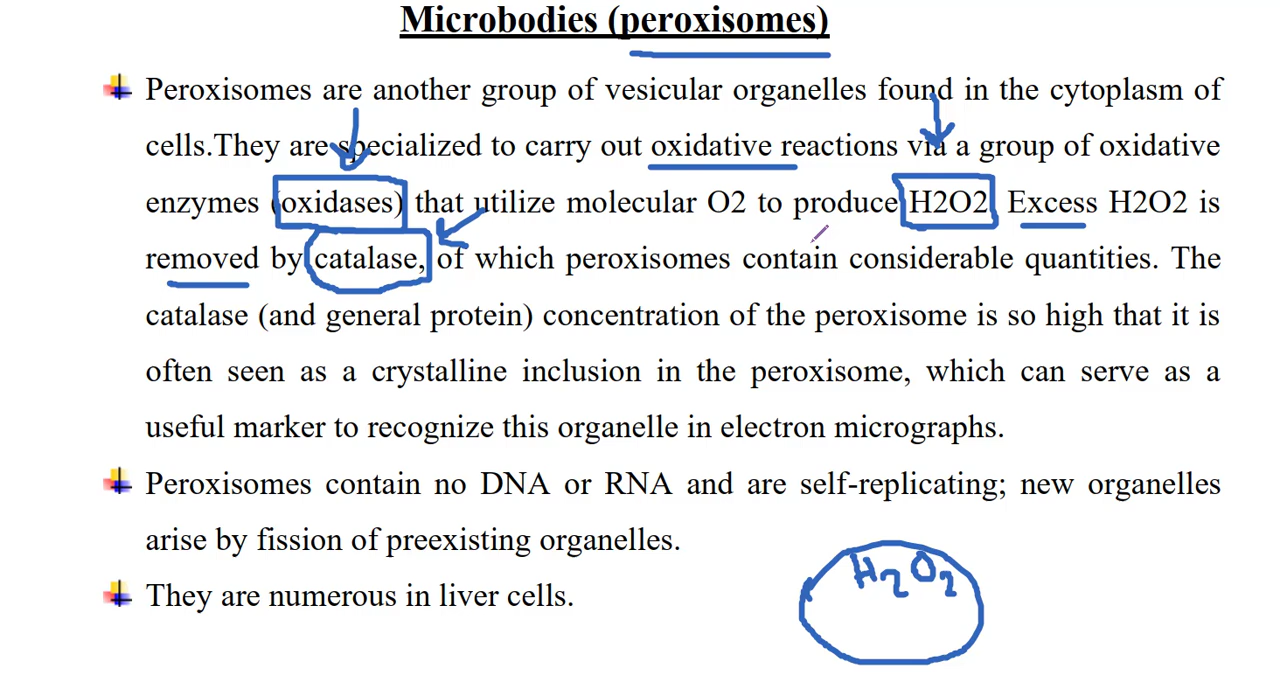 Microbodies (peroxisomes)
Peroxisomes are another group of vesicular organelles found in the cytoplasm of
cells.They are specialized to carry out oxidative reactions via a group of oxidative
enzymes (oxidases) that utilize molecular O2 to produce H2O2 Excess H2O2 is
removed by catalase, of which peroxisomes contain considerable quantities. The
catalase (and general protein) concentration of the peroxisome is so high that it is
often seen as a crystalline inclusion in the peroxisome, which can serve as a
useful marker to recognize this organelle in electron micrographs.
Peroxisomes contain no DNA or RNA and are self-replicating; new organelles
arise by fission of preexisting organelles.
H2O2
They are numerous in liver cells.